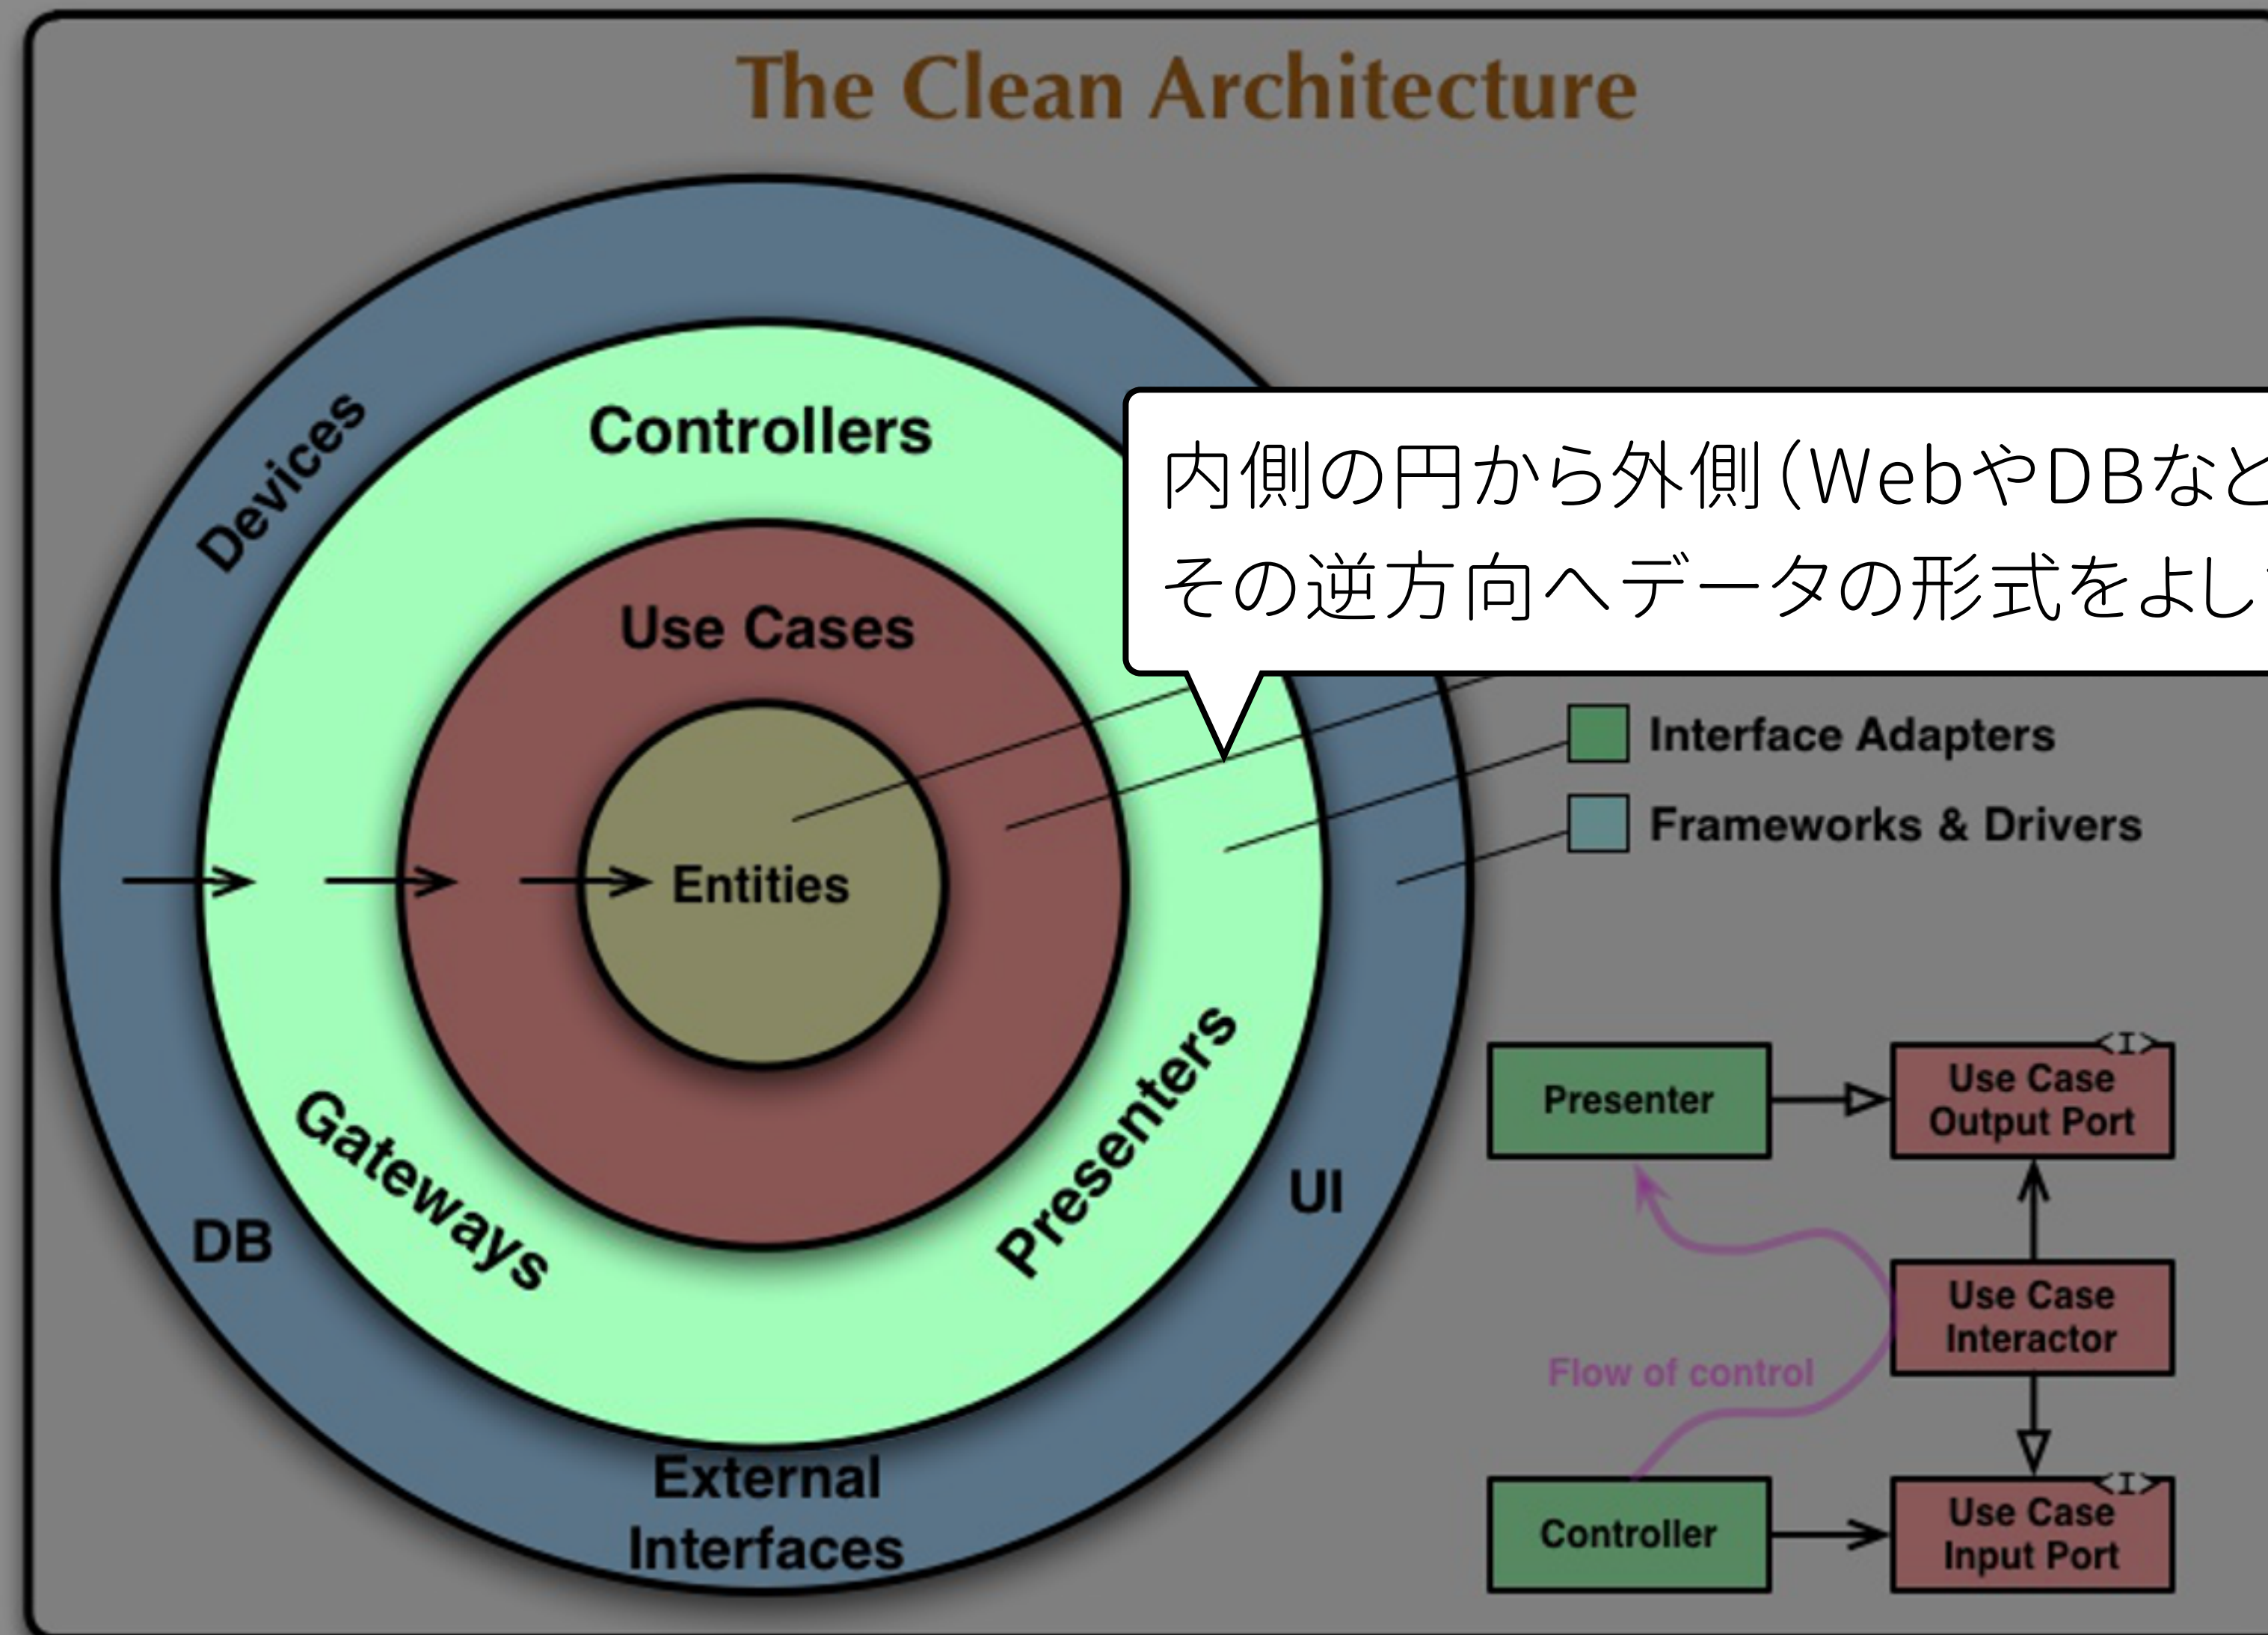 The Clean Architecture
Devices
Controllers
Use Cases
Entities
Gateways
Presenters
DB
UI
External
Interfaces
内側の円から外側(WebやDBなど
その逆方向へデータの形式をよし
Interface Adapters
Frameworks & Drivers
Presenter
<I>
Use Case
Output Port
Use Case
Interactor
Flow of control
Controller
<I>
Use Case
Input Port